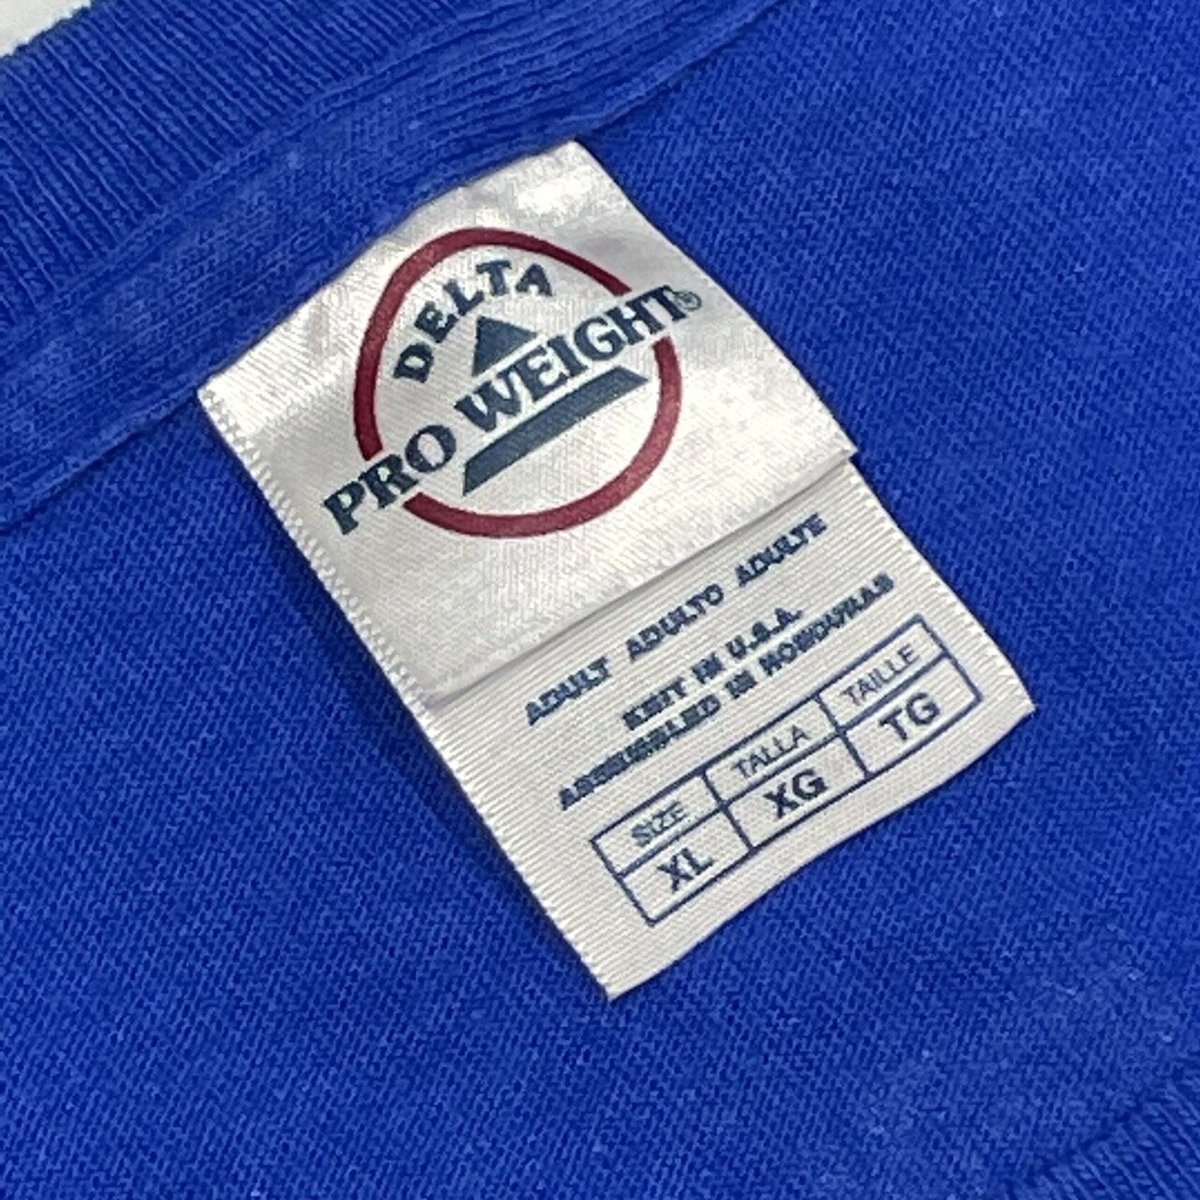 DELTA
PRO WEIGHT®
ADULT ADULTO ADULTE
KNIT IN U.S.A.
ASSEMBLED IN HONDURAS
SIZE TALLA TAILLE
XL XG TG